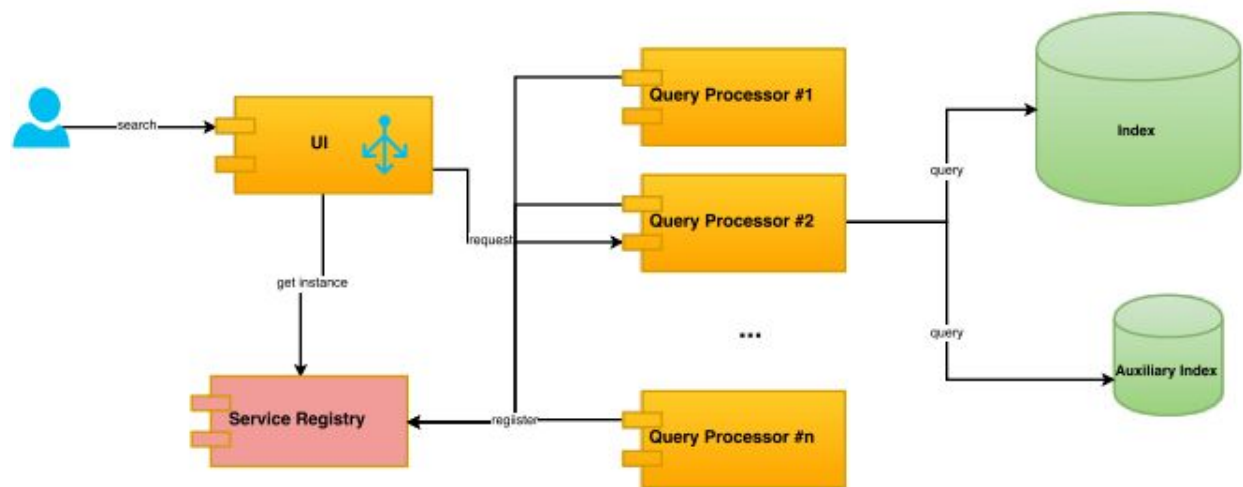 Query Processor #1
search
UI
Index
query
Query Processor #2
request
get instance
...
query
Auxiliary Index
Service Registry
regiister
Query Processor #n